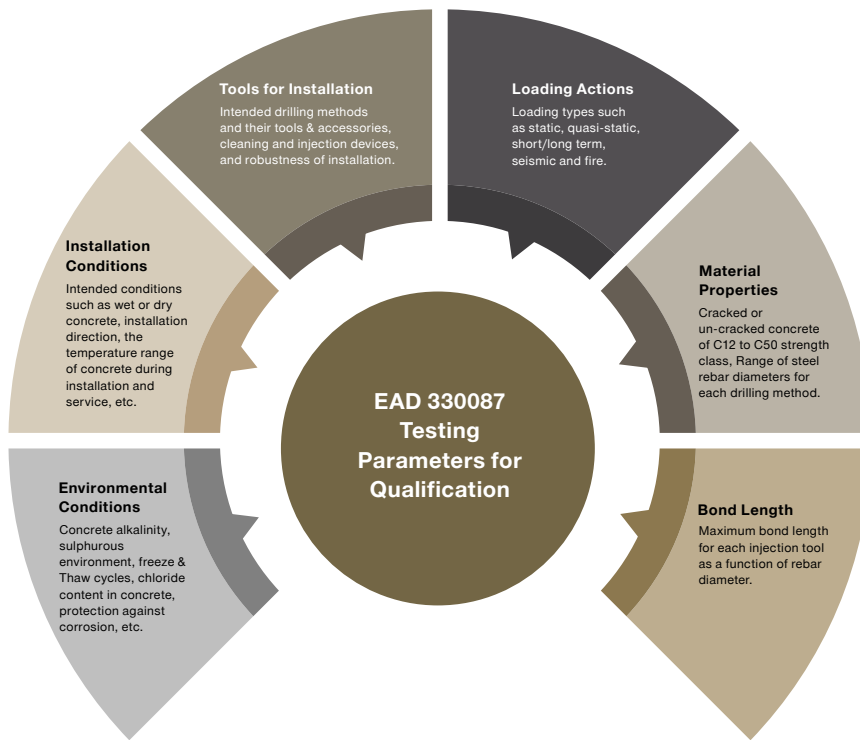 Tools for Installation
Intended drilling methods
and their tools & accessories,
cleaning and injection devices,
and robustness of installation.
Loading Actions
Loading types such
as static, quasi-static,
short/long term,
seismic and fire.
Installation
Conditions
Intended conditions
such as wet or dry
concrete, installation
direction, the
temperature range
of concrete during
installation and
service, etc.
Material
Properties
Cracked or
un-cracked concrete
of C12 to C50 strength
class, Range of steel
rebar diameters for
each drilling method.
EAD 330087
Testing
Parameters for
Qualification
Environmental
Conditions
Concrete alkalinity,
sulphurous
environment, freeze &
Thaw cycles, chloride
content in concrete,
protection against
corrosion, etc.
Bond Length
Maximum bond length
for each injection tool
as a function of rebar
diameter.